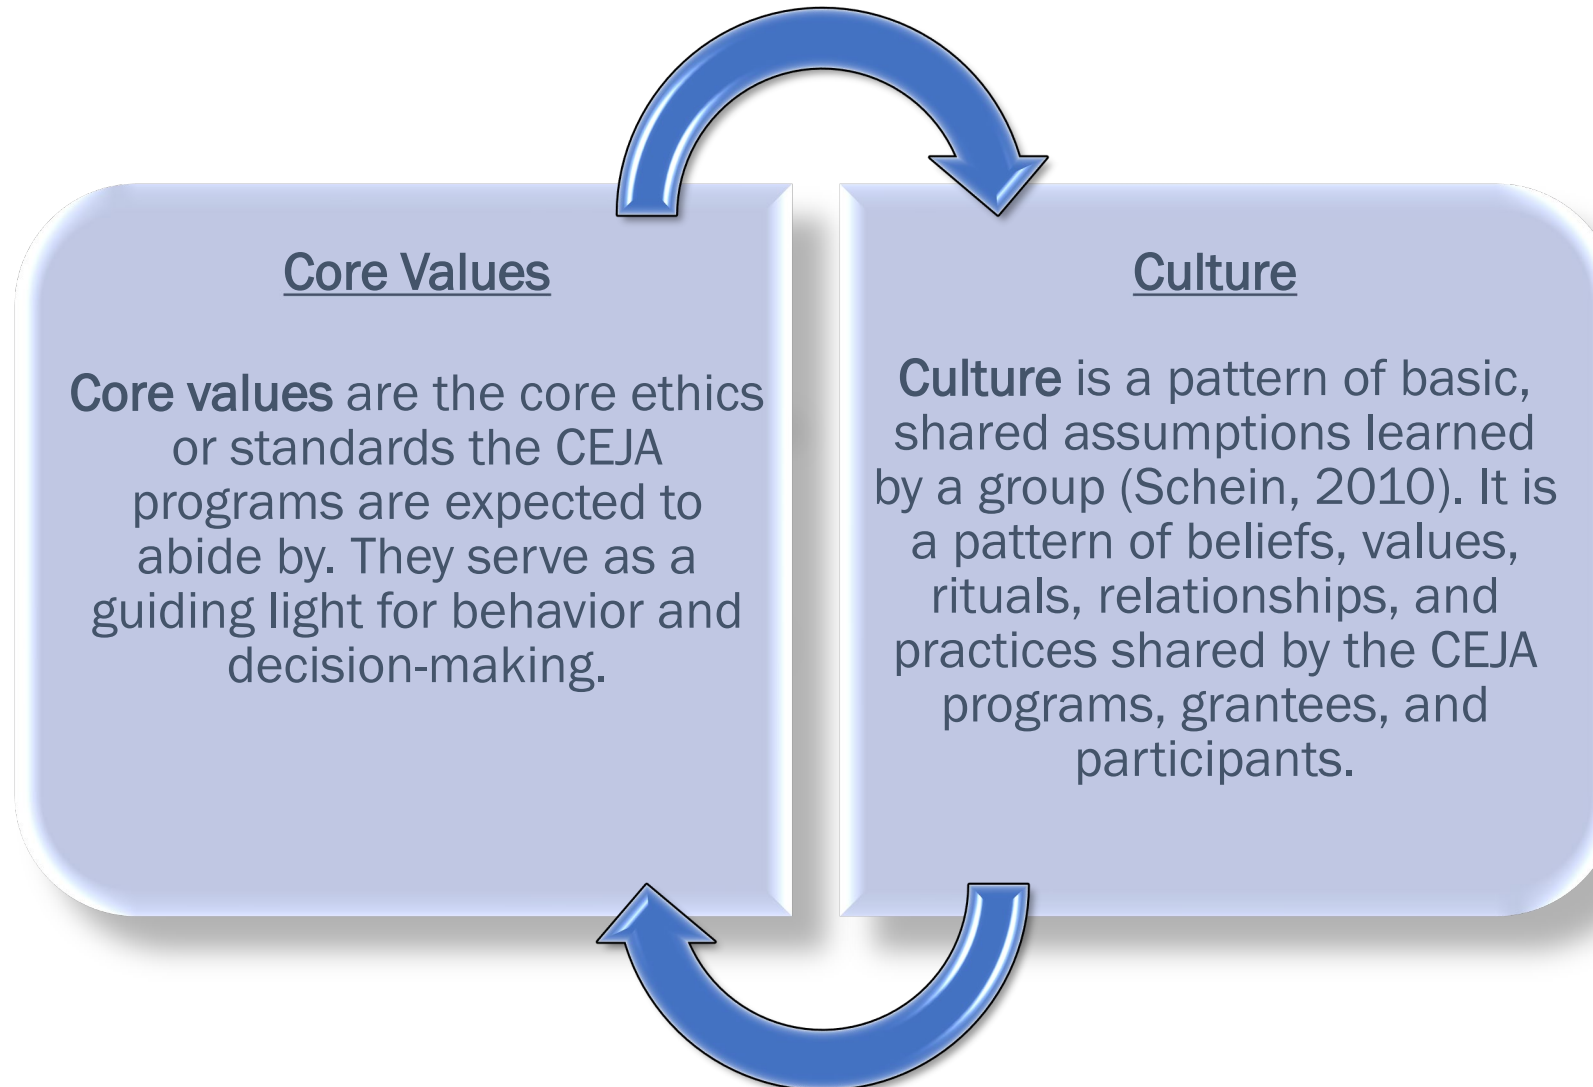 Core Values
Core values are the core ethics
or standards the CEJA
programs are expected to
abide by. They serve as a
guiding light for behavior and
decision-making.
Culture
Culture is a pattern of basic,
shared assumptions learned
by a group (Schein, 2010). It is
a pattern of beliefs, values,
rituals, relationships, and
practices shared by the CEJA
programs, grantees, and
participants.